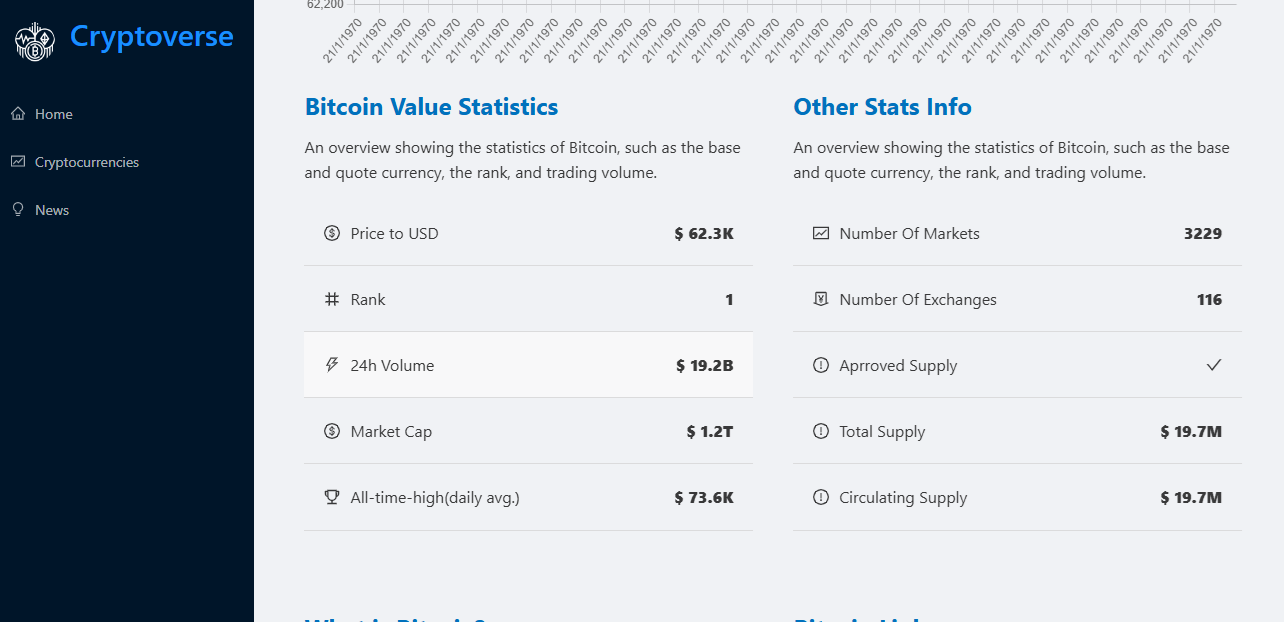 Cryptoverse
Home
Cryptocurrencies
News
62,200
21/1/1970 21/1/1970 21/1/1970 21/1/1970 21/1/1970 21/1/1970 21/1/1970 21/1/1970 21/1/1970 21/1/1970 21/1/1970 21/1/1970 21/1/1970 21/1/1970 21/1/1970 21/1/1970 21/1/1970 21/1/1970 21/1/1970 21/1/1970 21/1/1970 21/1/1970 21/1/1970 21/1/1970 21/1/1970 21/1/1970 21/1/1970 21/1/1970 21/1/1970 21/1/1970 21/1/1970 21/1/1970 21/1/1970 21/1/1970 21/1/1970 21/1/1970
Bitcoin Value Statistics
An overview showing the statistics of Bitcoin, such as the base
and quote currency, the rank, and trading volume.
Price to USD $ 62.3K
Rank 1
24h Volume $ 19.2B
Market Cap $ 1.2T
All-time-high(daily avg.) $ 73.6K
Other Stats Info
An overview showing the statistics of Bitcoin, such as the base
and quote currency, the rank, and trading volume.
Number Of Markets 3229
Number Of Exchanges 116
Aprroved Supply
Total Supply $ 19.7M
Circulating Supply $ 19.7M
What is Bitcoin?